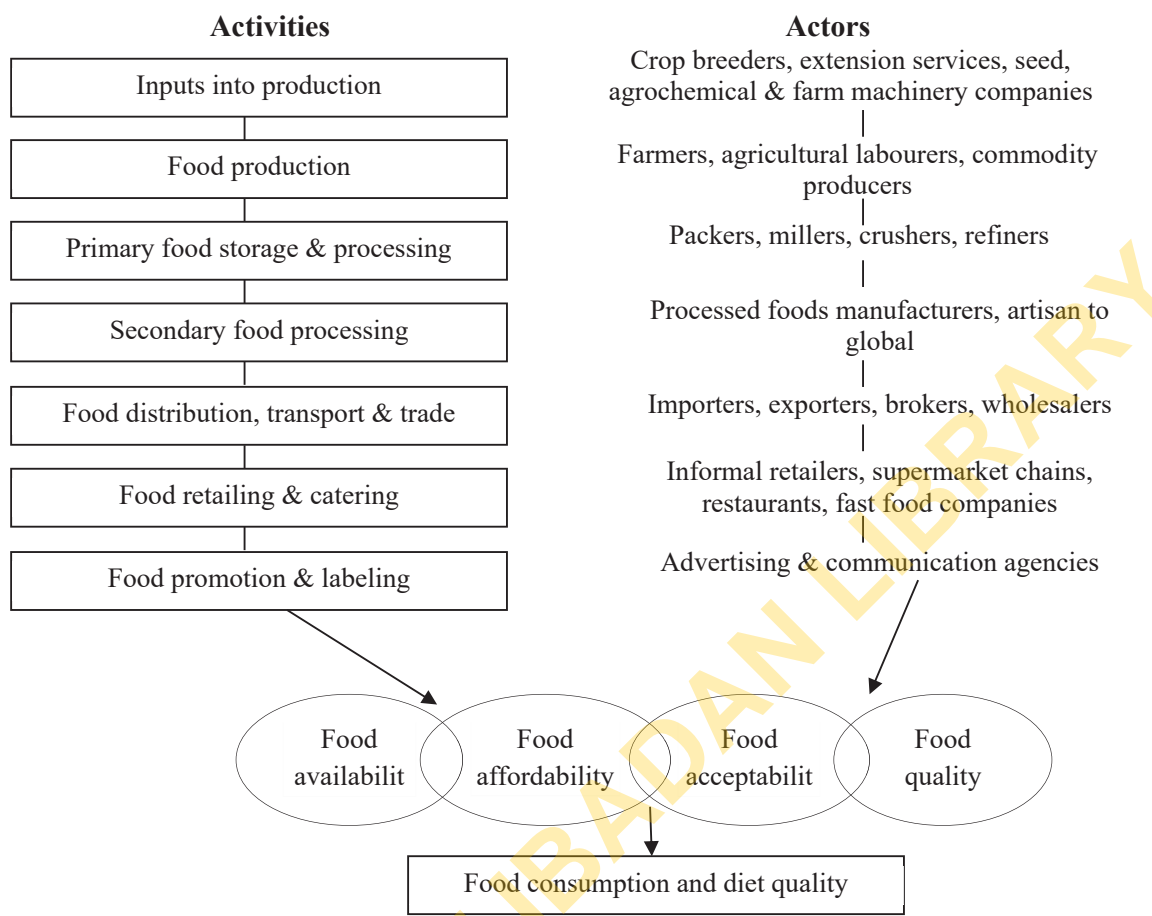 Activities
Inputs into production
Food production
Primary food storage & processing
Secondary food processing
Food distribution, transport & trade
Food retailing & catering
Food promotion & labeling
Actors
Crop breeders, extension services, seed,
agrochemical & farm machinery companies
Farmers, agricultural labourers, commodity
producers
Packers, millers, crushers, refiners
Processed foods manufacturers, artisan to
global
Importers, exporters, brokers, wholesalers
Informal retailers, supermarket chains,
restaurants, fast food companies
Advertising & communication agencies
Food
availabilit
Food
affordability
Food
acceptabilit
Food
quality
Food consumption and diet quality
IBADAN LIBRARY